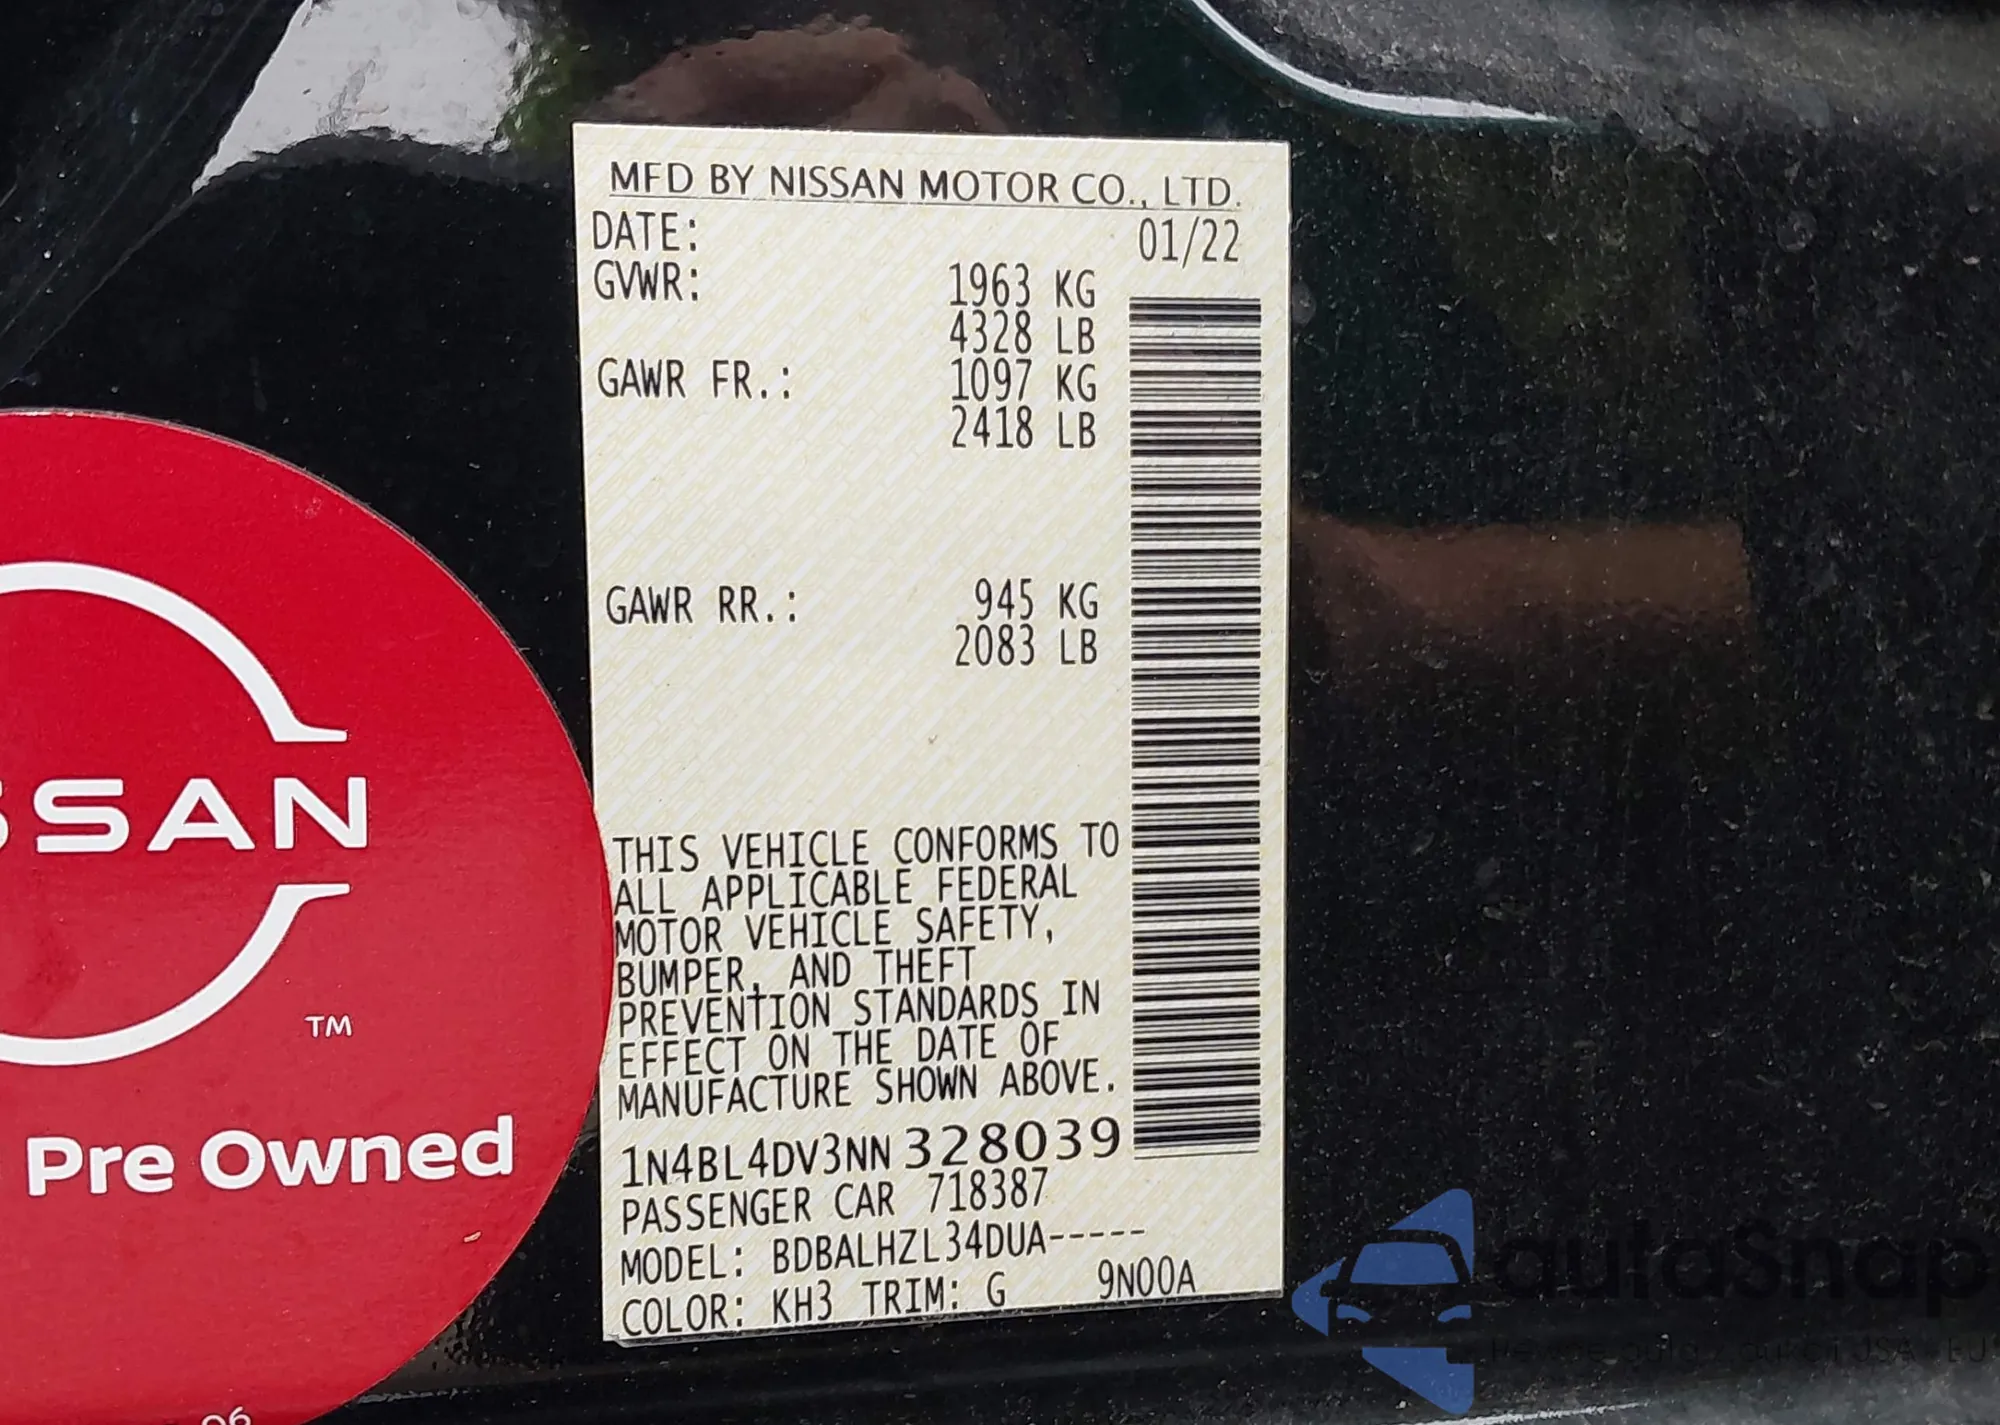 MFD BY NISSAN MOTOR CO., LTD.
DATE: 01/22
GVWR: 1963 KG
4328 LB
GAWR FR.: 1097 KG
2418 LB
GAWR RR.: 945 KG
2083 LB
THIS VEHICLE CONFORMS TO
ALL APPLICABLE FEDERAL
MOTOR VEHICLE SAFETY,
BUMPER, AND THEFT
PREVENTION STANDARDS IN
EFFECT ON THE DATE OF
MANUFACTURE SHOWN ABOVE.
1N4BL4DV3NN 328039
PASSENGER CAR 718387
MODEL: BDBALHZL34DUA-----
COLOR: KH3 TRIM: G 9N00A
SSAN
TM
Pre Owned
autoSnap